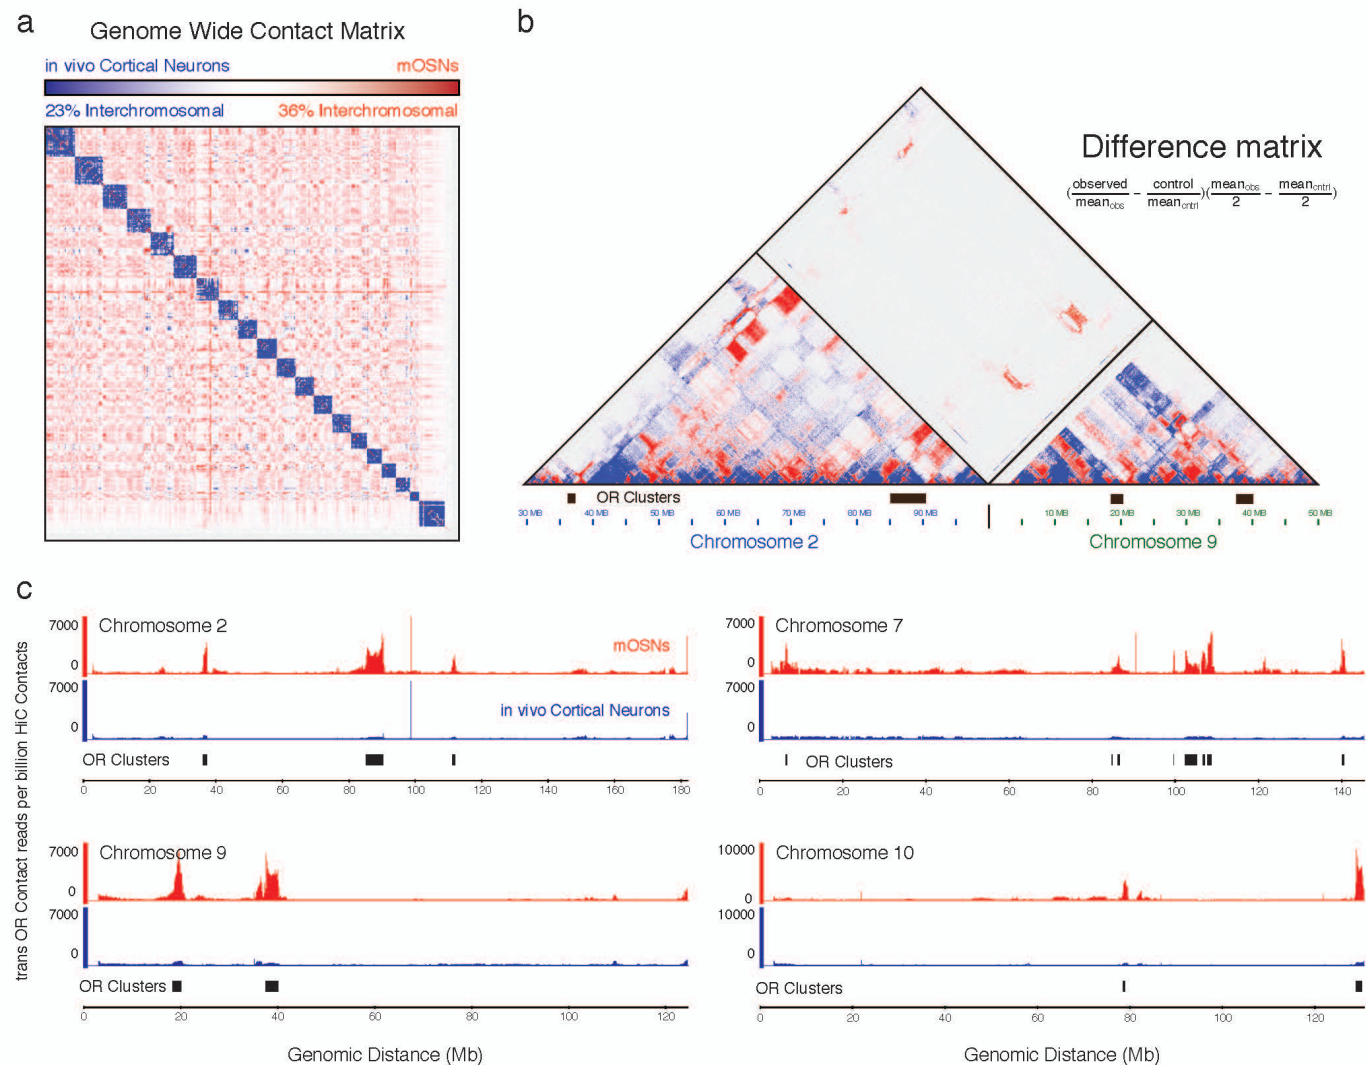 a
Genome Wide Contact Matrix
in vivo Cortical Neurons mOSNs
23% Interchromosomal 36% Interchromosomal
b
Difference matrix
(observed/mean_obs − control/mean_cntrl)(mean_obs/2 − mean_cntrl/2)
OR Clusters
30 MB 40 MB 50 MB 60 MB 70 MB 80 MB 90 MB 10 MB 20 MB 30 MB 40 MB 50 MB
Chromosome 2 Chromosome 9
c
trans OR Contact reads per billion HiC Contacts
7000
Chromosome 2
mOSNs
0
7000
in vivo Cortical Neurons
0
OR Clusters
0 20 40 60 80 100 120 140 160 180
7000
Chromosome 7
0
7000
0
OR Clusters
0 20 40 60 80 100 120 140
7000
Chromosome 9
0
7000
0
OR Clusters
0 20 40 60 80 100 120
Genomic Distance (Mb)
10000
Chromosome 10
0
10000
0
OR Clusters
0 20 40 60 80 100 120
Genomic Distance (Mb)